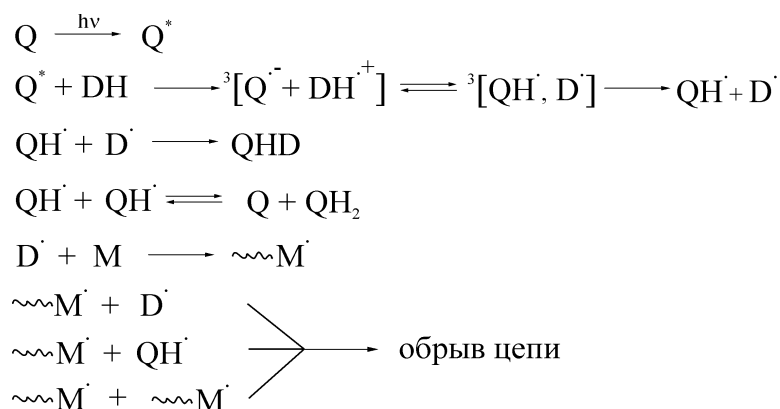 Q hν⟶ Q*
Q* + DH ⟶ ³[Q·⁻ + DH·⁺] ⇌ ³[QH·, D·] ⟶ QH· + D·
QH· + D· ⟶ QHD
QH· + QH· ⇌ Q + QH₂
D· + M ⟶ 〰M·
〰M· + D·
〰M· + QH· ⟶ обрыв цепи
〰M· + 〰M·